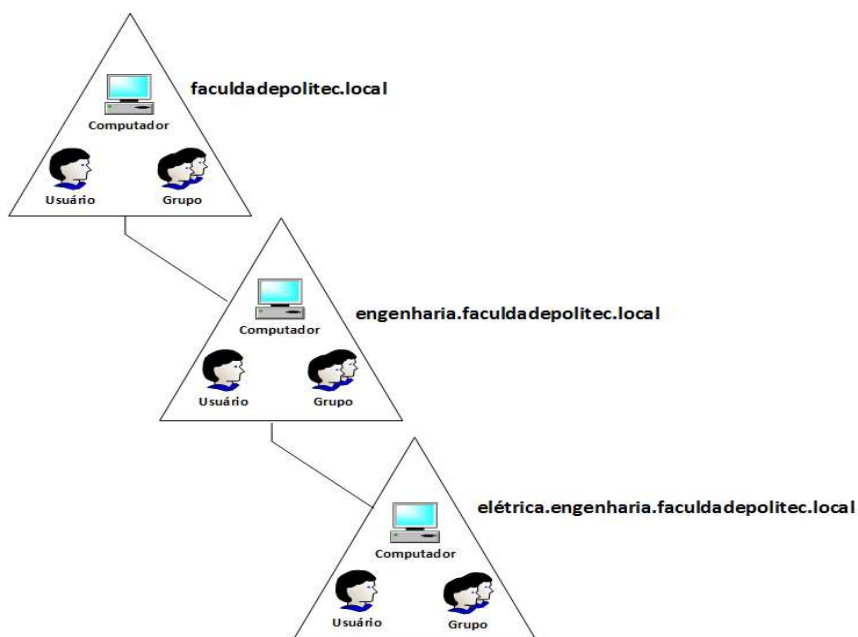 faculdadepolitec.local
Computador
Usuário
Grupo
engenharia.faculdadepolitec.local
Computador
Usuário
Grupo
elétrica.engenharia.faculdadepolitec.local
Computador
Usuário
Grupo